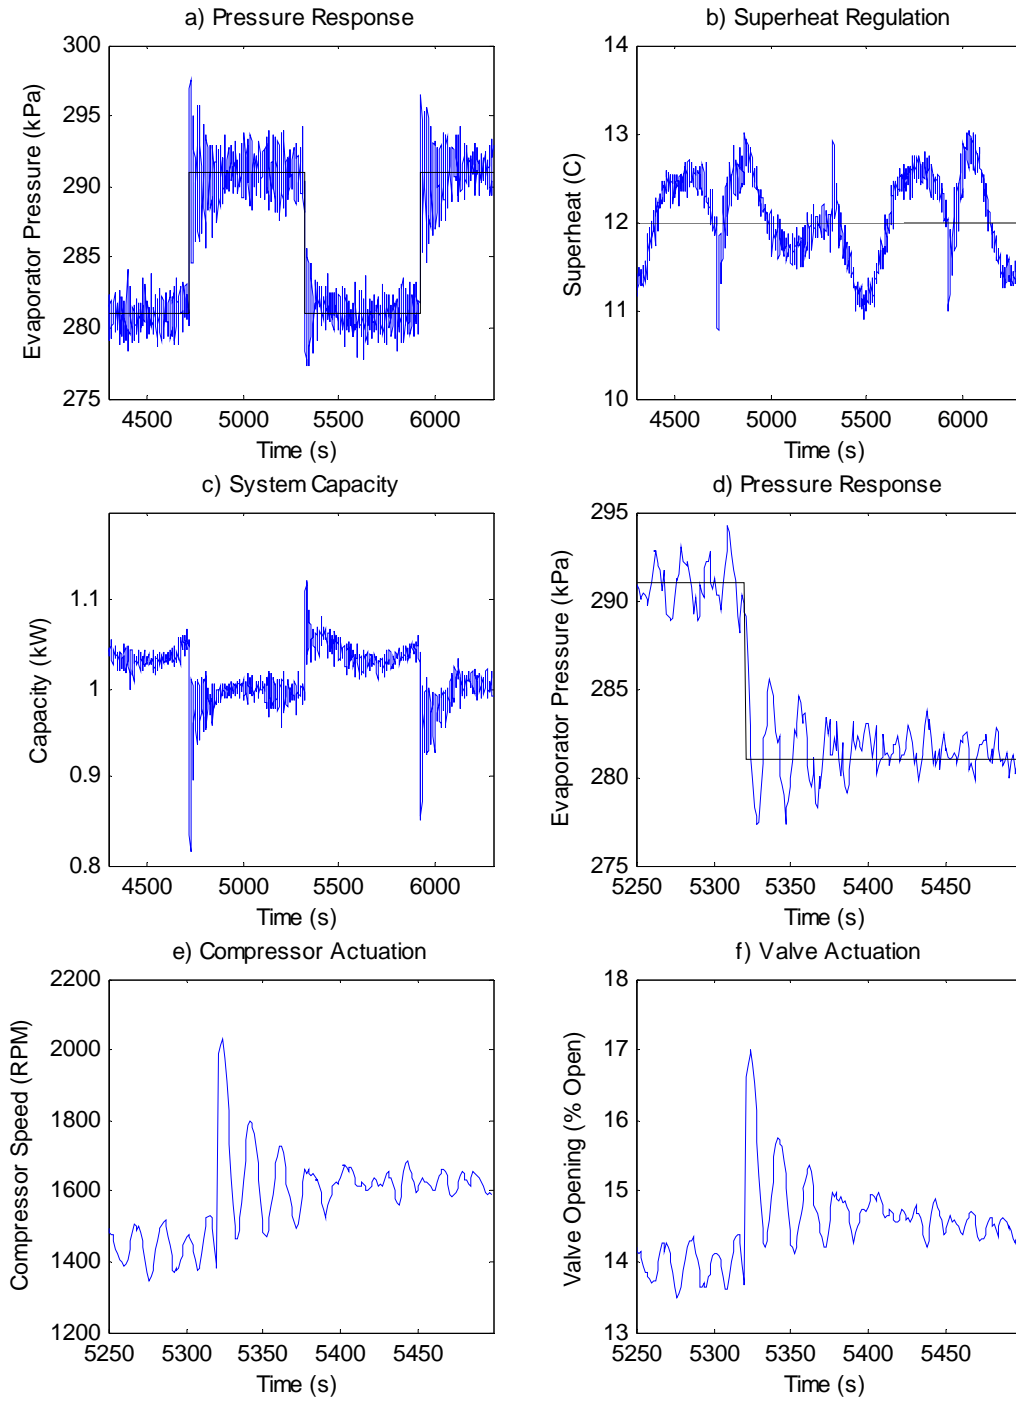 a) Pressure Response
300
295
290
285
280
275
4500 5000 5500 6000
Time (s)
Evaporator Pressure (kPa)
b) Superheat Regulation
14
13
12
11
10
4500 5000 5500 6000
Time (s)
Superheat (C)
c) System Capacity
1.1
1
0.9
0.8
4500 5000 5500 6000
Time (s)
Capacity (kW)
d) Pressure Response
295
290
285
280
275
5250 5300 5350 5400 5450
Time (s)
Evaporator Pressure (kPa)
e) Compressor Actuation
2200
2000
1800
1600
1400
1200
5250 5300 5350 5400 5450
Time (s)
Compressor Speed (RPM)
f) Valve Actuation
18
17
16
15
14
13
5250 5300 5350 5400 5450
Time (s)
Valve Opening (% Open)